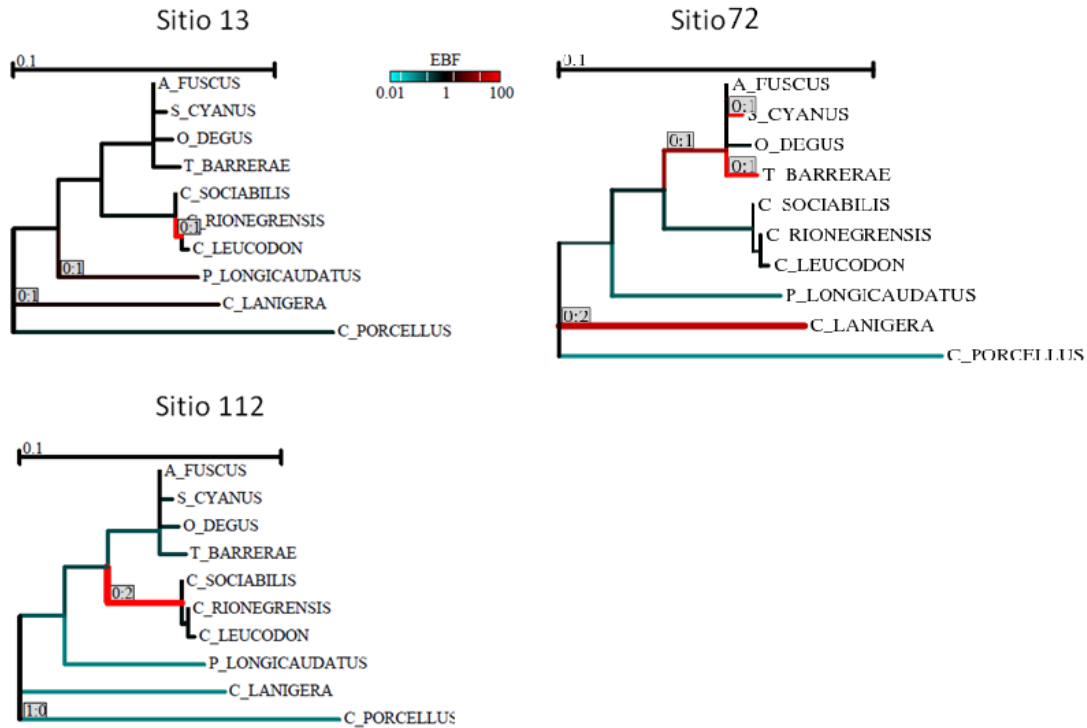 Sitio 13
0.1
EBF
0.01 1 100
A_FUSCUS
S_CYANUS
O_DEGUS
T_BARRERAE
C_SOCIABILIS
0:1
C_LEUCODON
0:1
P_LONGICAUDATUS
0:1
C_LANIGERA
C_PORCELLUS
Sitio 72
0.1
A_FUSCUS
0:1
S_CYANUS
0:1
O_DEGUS
0:1
T_BARRERAE
C_SOCIABILIS
C_RIONEGRENSIS
C_LEUCODON
P_LONGICAUDATUS
0:2
C_LANIGERA
C_PORCELLUS
Sitio 112
0.1
A_FUSCUS
S_CYANUS
O_DEGUS
T_BARRERAE
C_SOCIABILIS
0:2
C_RIONEGRENSIS
C_LEUCODON
P_LONGICAUDATUS
C_LANIGERA
1:0
C_PORCELLUS